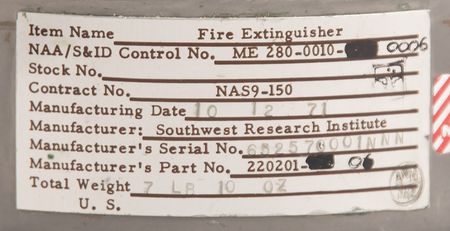 Item Name Fire Extinguisher
NAA/S&ID Control No. ME 280-0010- 0006
Stock No.
Contract No. NAS9-150
Manufacturing Date 10 12 71
Manufacturer: Southwest Research Institute
Manufacturer's Serial No. 652570001NNN
Manufacturer's Part No. 220201- 06
Total Weight 7 LB 10 OZ
U. S.